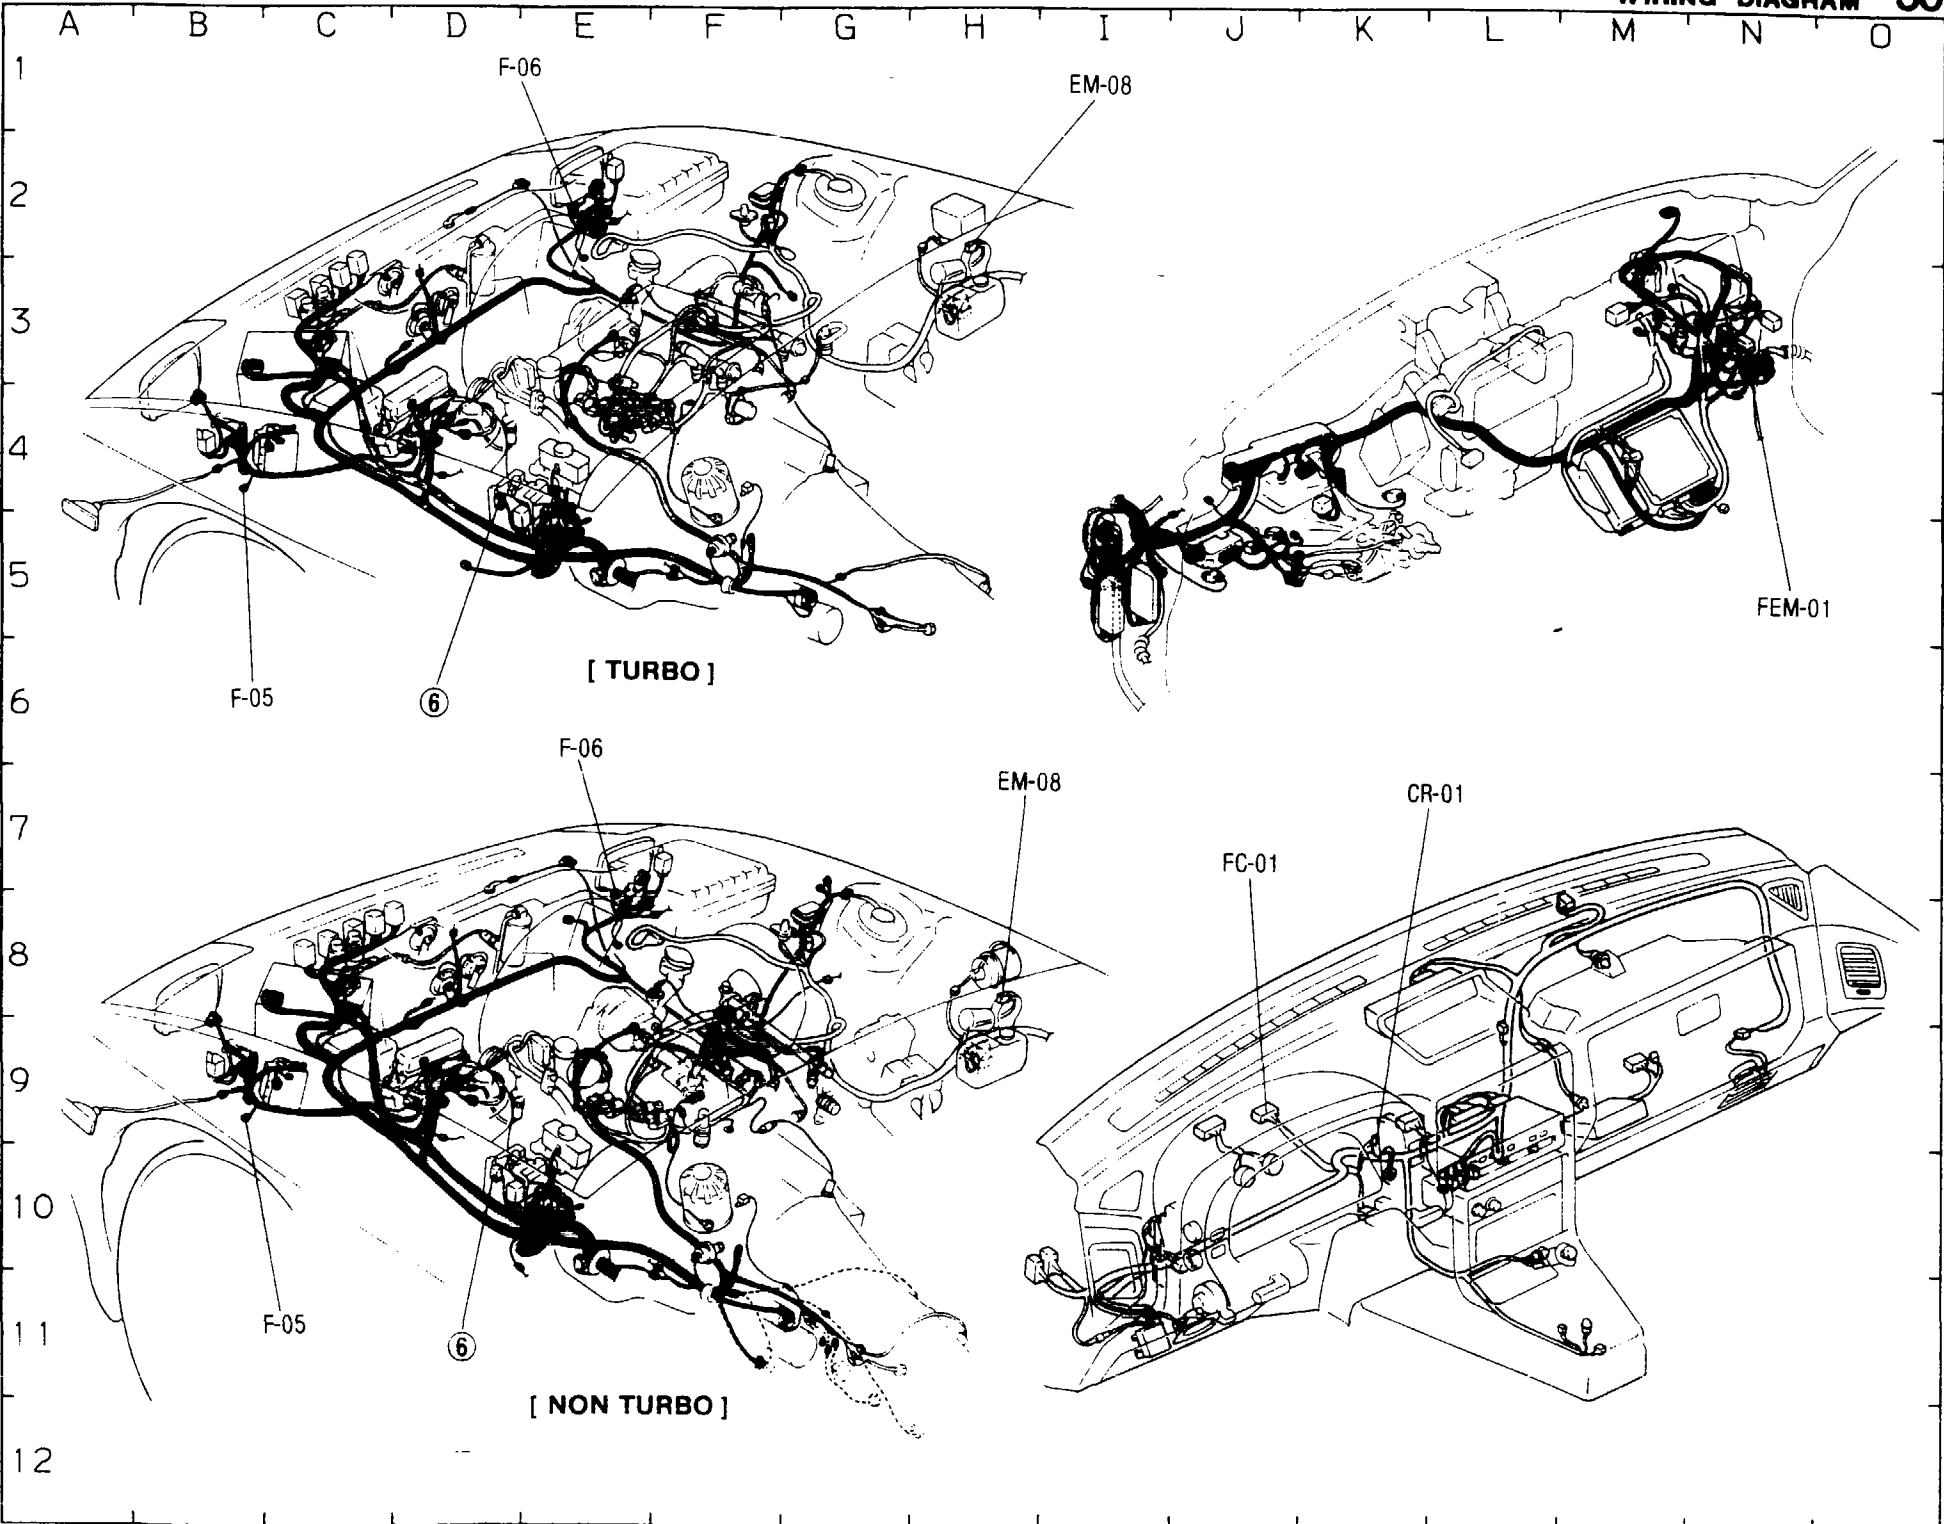 WIRING DIAGRAM
A B C D E F G H I J K L M N O
1
F-06
EM-08
2
3
4
5
FEM-01
[ TURBO ]
F-05
6
6
F-06
EM-08
CR-01
7
FC-01
8
9
10
F-05
6
11
[ NON TURBO ]
12